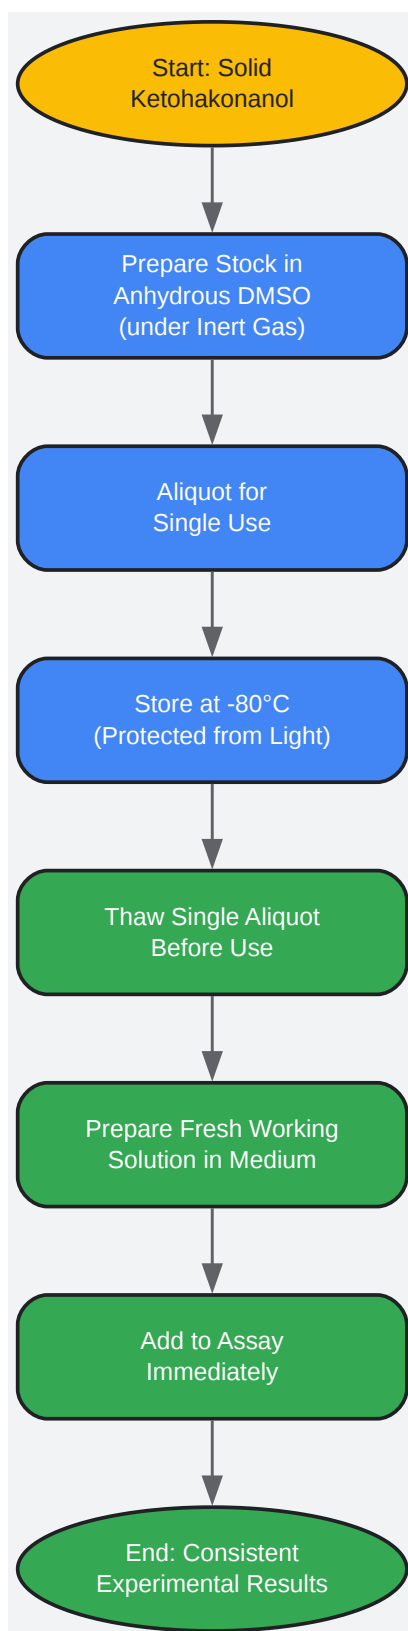 Start: Solid
Ketohakonanol
Prepare Stock in
Anhydrous DMSO
(under Inert Gas)
Aliquot for
Single Use
Store at -80°C
(Protected from Light)
Thaw Single Aliquot
Before Use
Prepare Fresh Working
Solution in Medium
Add to Assay
Immediately
End: Consistent
Experimental Results